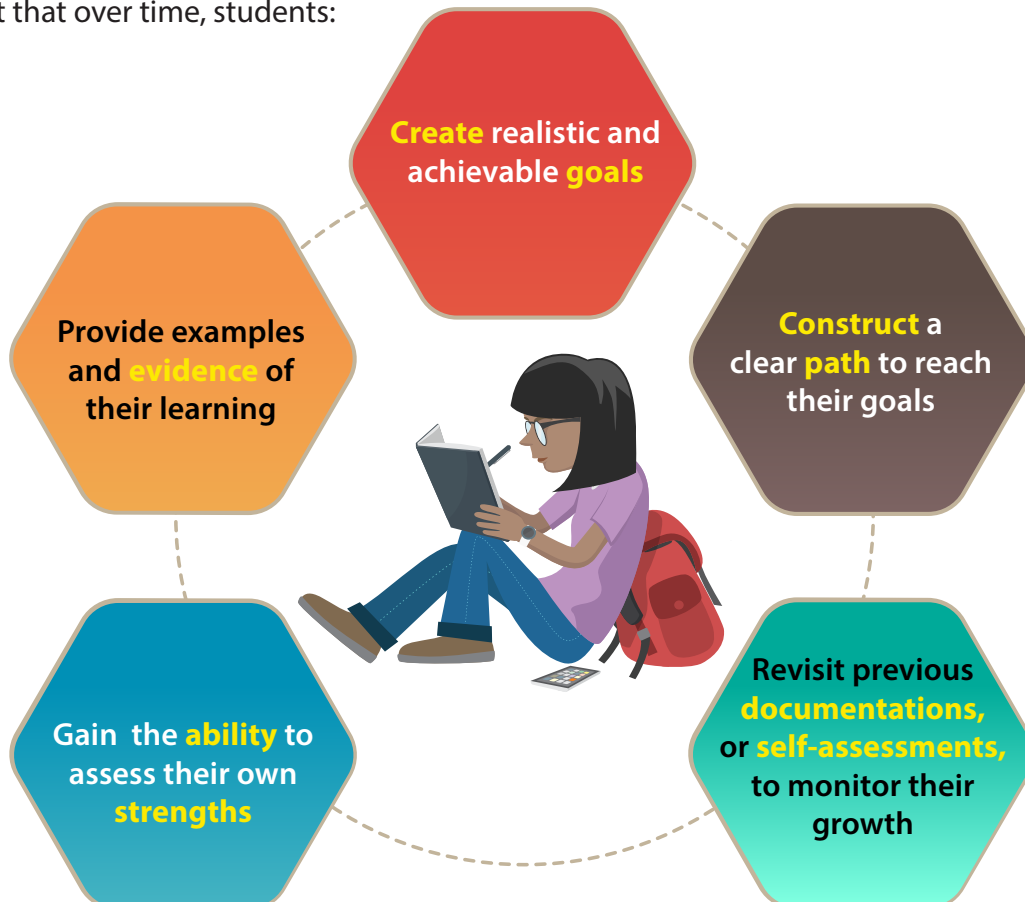 t that over time, students:
Create realistic and
achievable goals
Construct a
clear path to reach
their goals
Revisit previous
documentations,
or self-assessments,
to monitor their
growth
Gain the ability to
assess their own
strengths
Provide examples
and evidence of
their learning